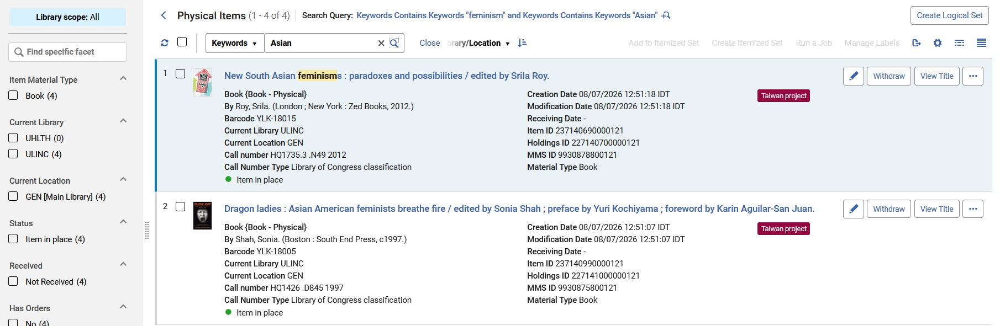 Library scope: All
Find specific facet
Item Material Type
Book (4)
Current Library
UHLTH (0)
ULINC (4)
Current Location
GEN [Main Library] (4)
Status
Item in place (4)
Received
Not Received (4)
Has Orders
No (4)
Physical Items (1 - 4 of 4) Search Query: Keywords Contains Keywords "feminism" and Keywords Contains Keywords "Asian"
Create Logical Set
Keywords Asian Close brary/Location Add to Itemized Set Create Itemized Set Run a Job Manage Labels
1 New South Asian feminisms : paradoxes and possibilities / edited by Srila Roy. Withdraw View Title
Book {Book - Physical} Creation Date 08/07/2026 12:51:18 IDT Taiwan project
By Roy, Srila. (London ; New York : Zed Books, 2012.) Modification Date 08/07/2026 12:51:18 IDT
Barcode YLK-18015 Receiving Date -
Current Library ULINC Item ID 237140690000121
Current Location GEN Holdings ID 227140700000121
Call number HQ1735.3 .N49 2012 MMS ID 9930878800121
Call Number Type Library of Congress classification Material Type Book
Item in place
2 Dragon ladies : Asian American feminists breathe fire / edited by Sonia Shah ; preface by Yuri Kochiyama ; foreword by Karin Aguilar-San Juan. Withdraw View Title
Book {Book - Physical} Creation Date 08/07/2026 12:51:07 IDT Taiwan project
By Shah, Sonia. (Boston : South End Press, c1997.) Modification Date 08/07/2026 12:51:07 IDT
Barcode YLK-18005 Receiving Date -
Current Library ULINC Item ID 237140990000121
Current Location GEN Holdings ID 227141000000121
Call number HQ1426 .D845 1997 MMS ID 9930875800121
Call Number Type Library of Congress classification Material Type Book
Item in place